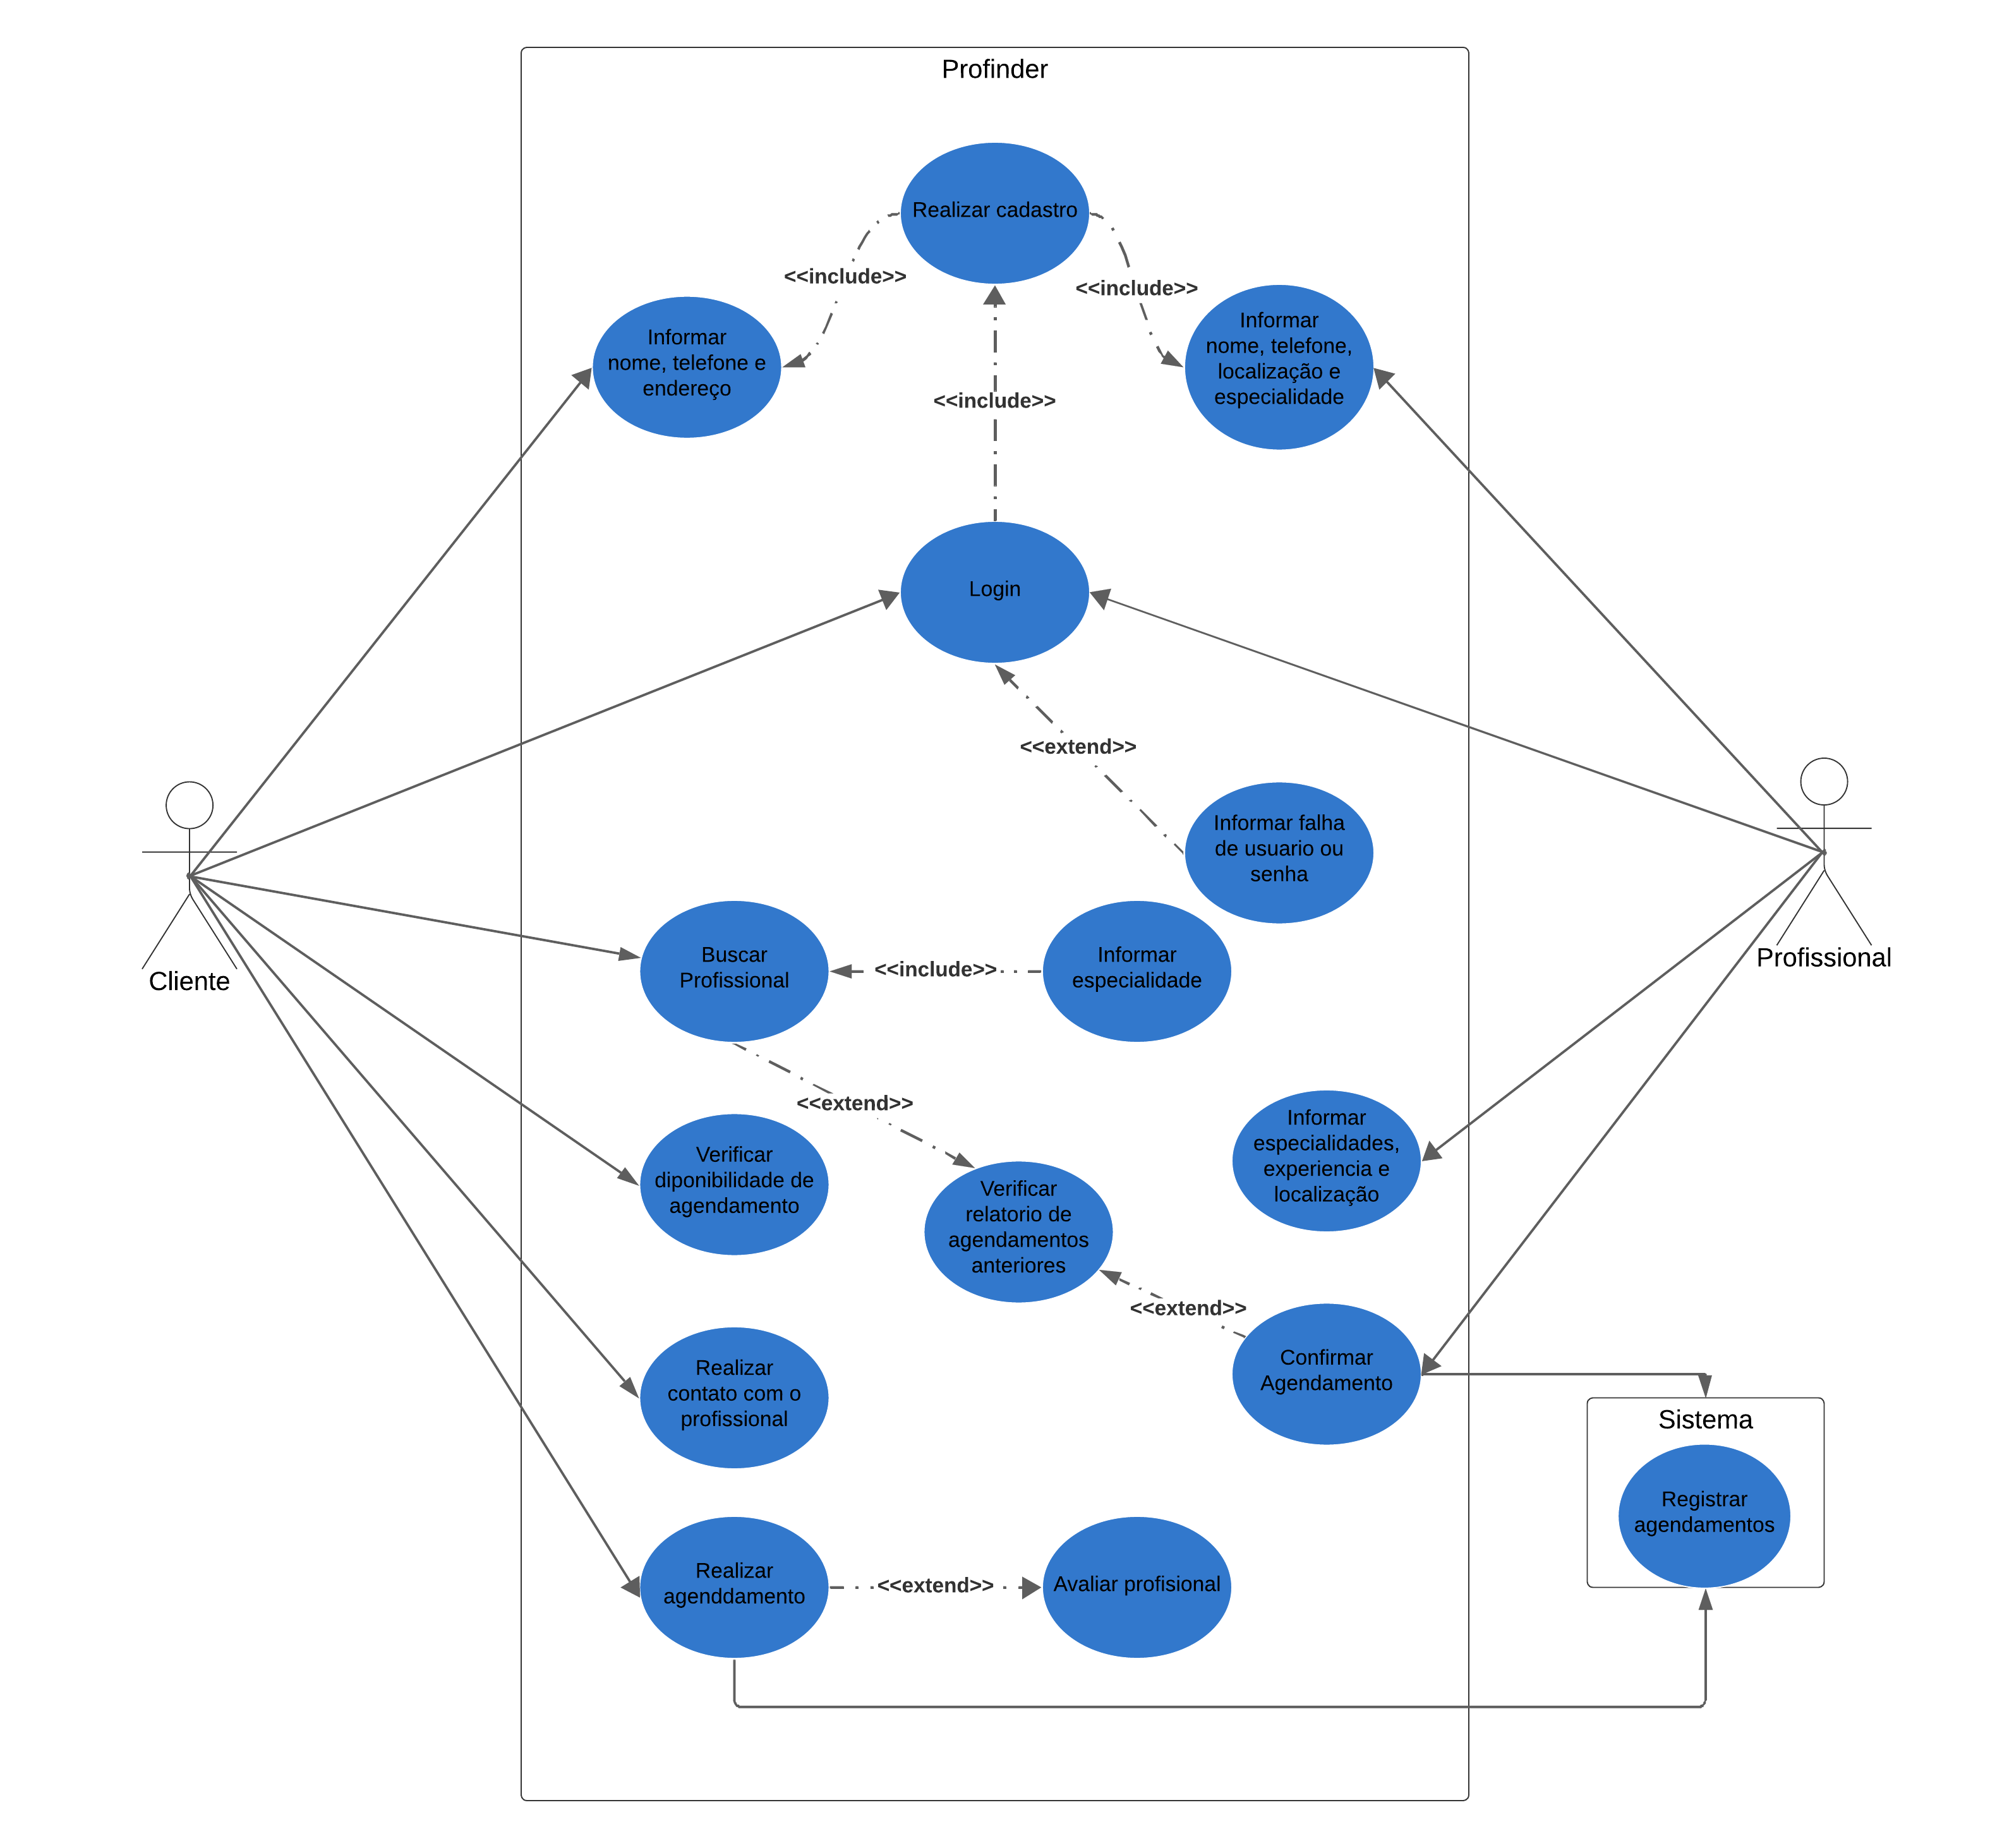 Profinder
Realizar cadastro
<<include>>
<<include>>
Informar
nome, telefone e
endereço
Informar
nome, telefone,
localização e
especialidade
<<include>>
Login
<<extend>>
Informar falha
de usuario ou
senha
Cliente
Profissional
Buscar
Profissional
<<include>>
Informar
especialidade
<<extend>>
Verificar
diponibilidade de
agendamento
Informar
especialidades,
experiencia e
localização
Verificar
relatorio de
agendamentos
anteriores
<<extend>>
Realizar
contato com o
profissional
Confirmar
Agendamento
Sistema
Registrar
agendamentos
Realizar
agenddamento
<<extend>>
Avaliar profisional